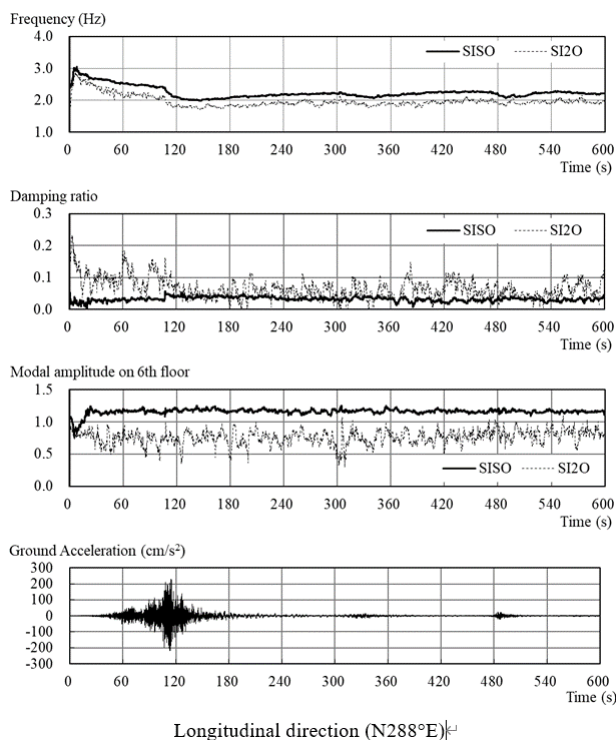 Frequency (Hz)
4.0
3.0
2.0
1.0
SISO SI2O
0 60 120 180 240 300 360 420 480 540 600
Time (s)
Damping ratio
0.3
0.2
0.1
0.0
SISO SI2O
0 60 120 180 240 300 360 420 480 540 600
Time (s)
Modal amplitude on 6th floor
1.5
1.0
0.5
0.0
SISO SI2O
0 60 120 180 240 300 360 420 480 540 600
Time (s)
Ground Acceleration (cm/s²)
300
200
100
0
-100
-200
-300
0 60 120 180 240 300 360 420 480 540 600
Time (s)
Longitudinal direction (N288°E)↵